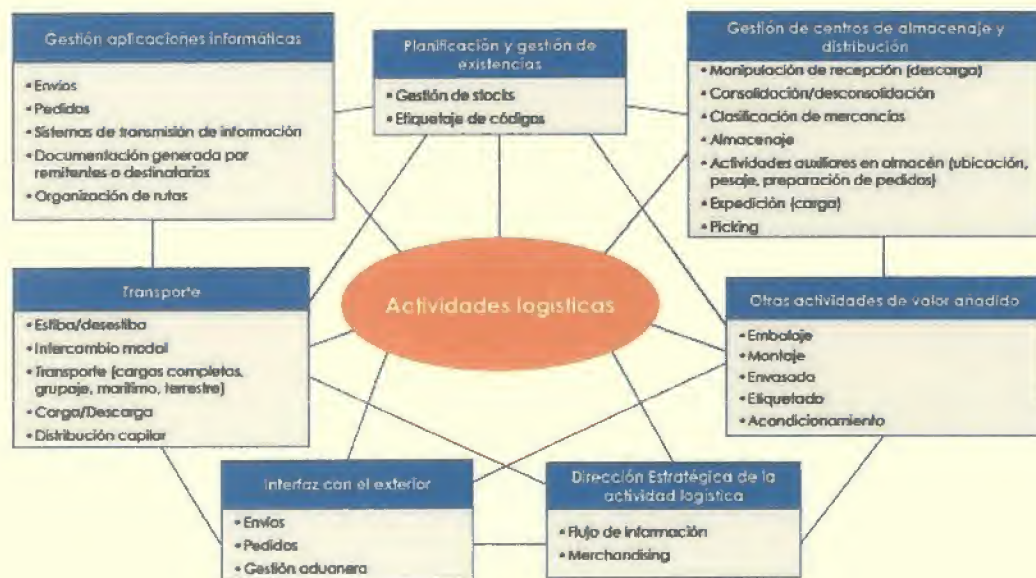 Gestión aplicaciones informáticas
• Envíos
• Pedidos
• Sistemas de transmisión de información
• Documentación generada por
remitentes o destinatarios
• Organización de rutas
Planificación y gestión de
existencias
• Gestión de stocks
• Etiquetaje de códigos
Gestión de centros de almacenaje y
distribución
• Manipulación de recepción (descarga)
• Consolidación/desconsolidación
• Clasificación de mercancías
• Almacenaje
• Actividades auxiliares en almacén (ubicación,
pesaje, preparación de pedidos)
• Expedición (carga)
• Picking
Actividades logísticas
Transporte
• Estiba/desestiba
• Intercambio modal
• Transporte (cargas completas,
grupaje, marítimo, terrestre)
• Carga/Descarga
• Distribución capilar
Otras actividades de valor añadido
• Embalaje
• Montaje
• Envasado
• Etiquetado
• Acondicionamiento
Interfaz con el exterior
• Envíos
• Pedidos
• Gestión aduanera
Dirección Estratégica de la
actividad logística
• Flujo de información
• Merchandising